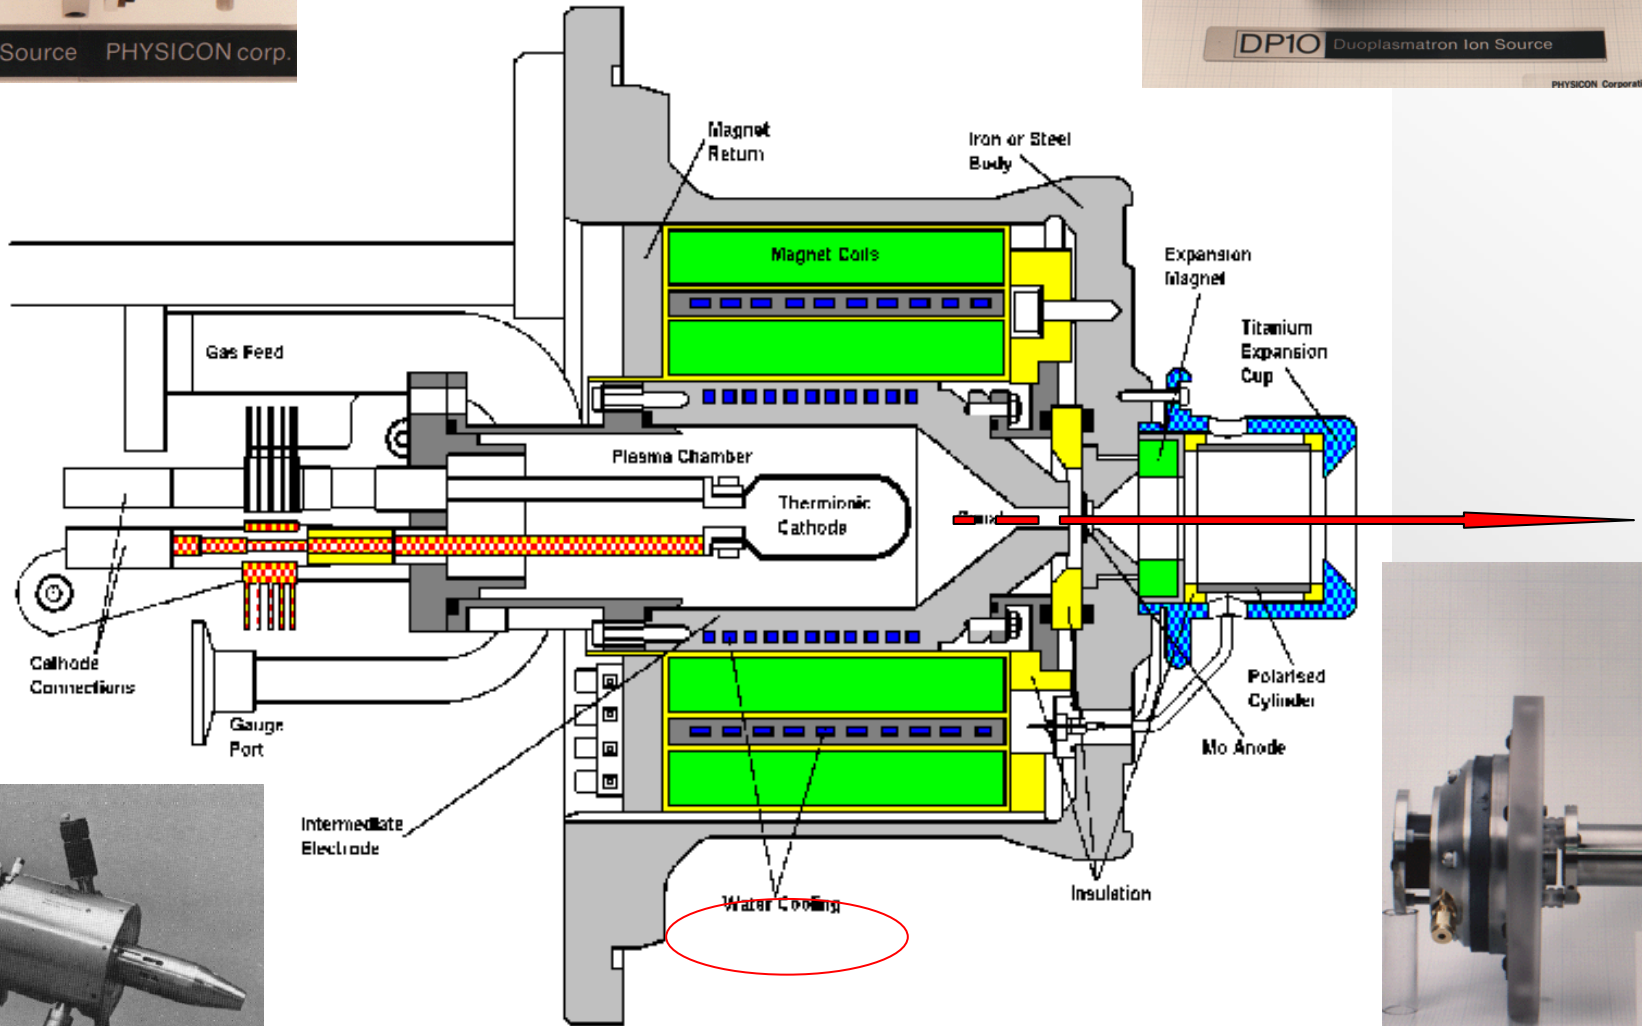 Source PHYSICON corp.
DP10 Duoplasmatron Ion Source
PHYSICON Corporati
Magnet
Return
Iron or Steel
Body
Magnet Coils
Expansion
Magnet
Titanium
Expansion
Cup
Gas Feed
Plasma Chamber
Thermionic
Cathode
Cathode
Connections
Gauge
Port
Polarised
Cylinder
Mo Anode
Intermediate
Electrode
Water Cooling
Insulation